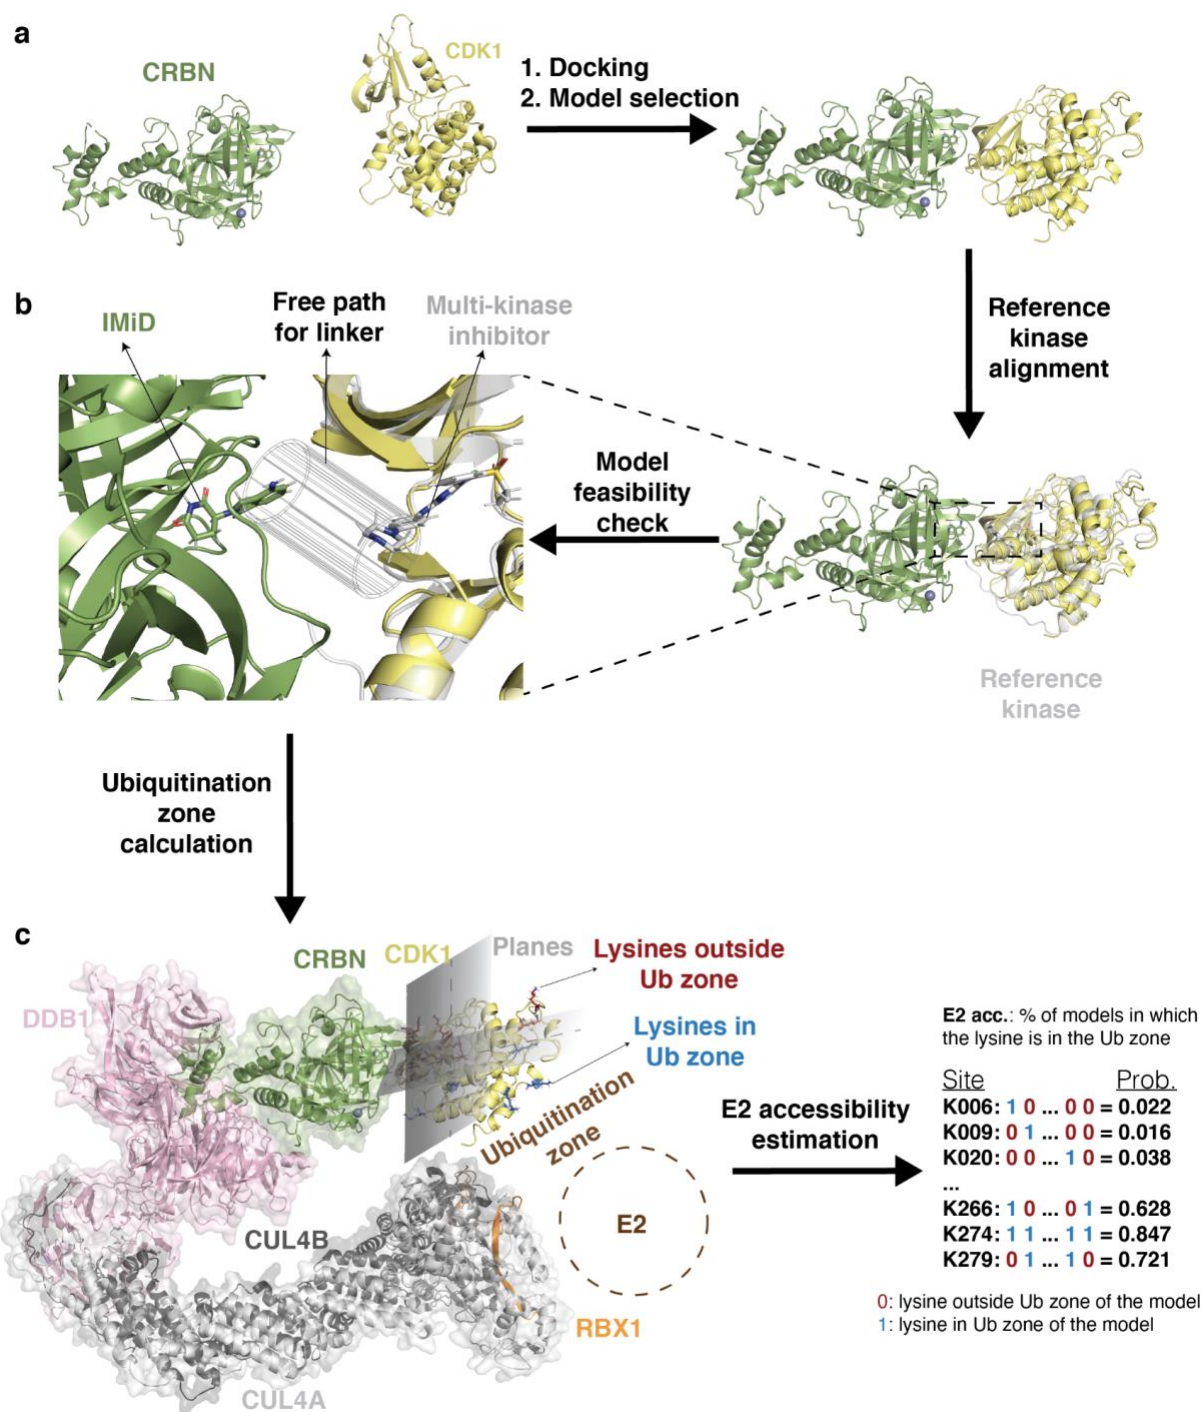 a
CRBN
CDK1
1. Docking
2. Model selection
Reference
kinase
alignment
b
IMiD
Free path
for linker
Multi-kinase
inhibitor
Model
feasibility
check
Reference
kinase
Ubiquitination
zone
calculation
c
CRBN
CDK1
Planes
Lysines outside
Ub zone
DDB1
Lysines in
Ub zone
Ubiquitination
zone
E2
CUL4B
RBX1
CUL4A
E2 accessibility
estimation
E2 acc.: % of models in which
the lysine is in the Ub zone
Site Prob.
K006: 1 0 ... 0 0 = 0.022
K009: 0 1 ... 0 0 = 0.016
K020: 0 0 ... 1 0 = 0.038
...
K266: 1 0 ... 0 1 = 0.628
K274: 1 1 ... 1 1 = 0.847
K279: 0 1 ... 1 0 = 0.721
0: lysine outside Ub zone of the model
1: lysine in Ub zone of the model